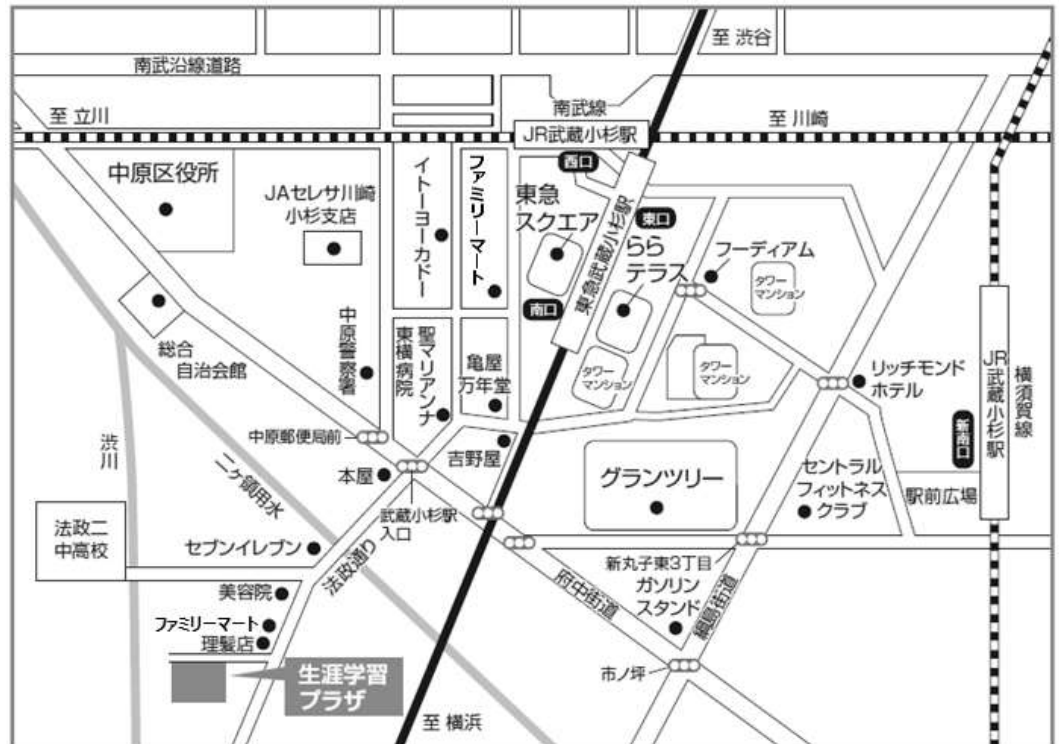 至 渋谷
南武沿線道路
至 立川
南武線
至 川崎
JR武蔵小杉駅
西口
中原区役所
JAセレサ川崎
小杉支店
イトーヨーカドー
ファミリーマート
東急
スクエア
東急武蔵小杉駅
東口
らら
テラス
フーディアム
タワー
マンション
南口
総合
自治会館
中原警察署
聖マリアンナ
東横病院
亀屋
万年堂
タワー
マンション
タワー
マンション
リッチモンド
ホテル
JR武蔵小杉駅
横須賀線
新南口
渋川
二ヶ領用水
中原郵便局前
本屋
吉野屋
武蔵小杉駅
入口
グランツリー
セントラル
フィットネス
クラブ
駅前広場
法政二
中高校
セブンイレブン
法政通り
新丸子東3丁目
ガソリン
スタンド
府中街道
綱島街道
美容院
ファミリーマート
理髪店
生涯学習
プラザ
市ノ坪
至 横浜